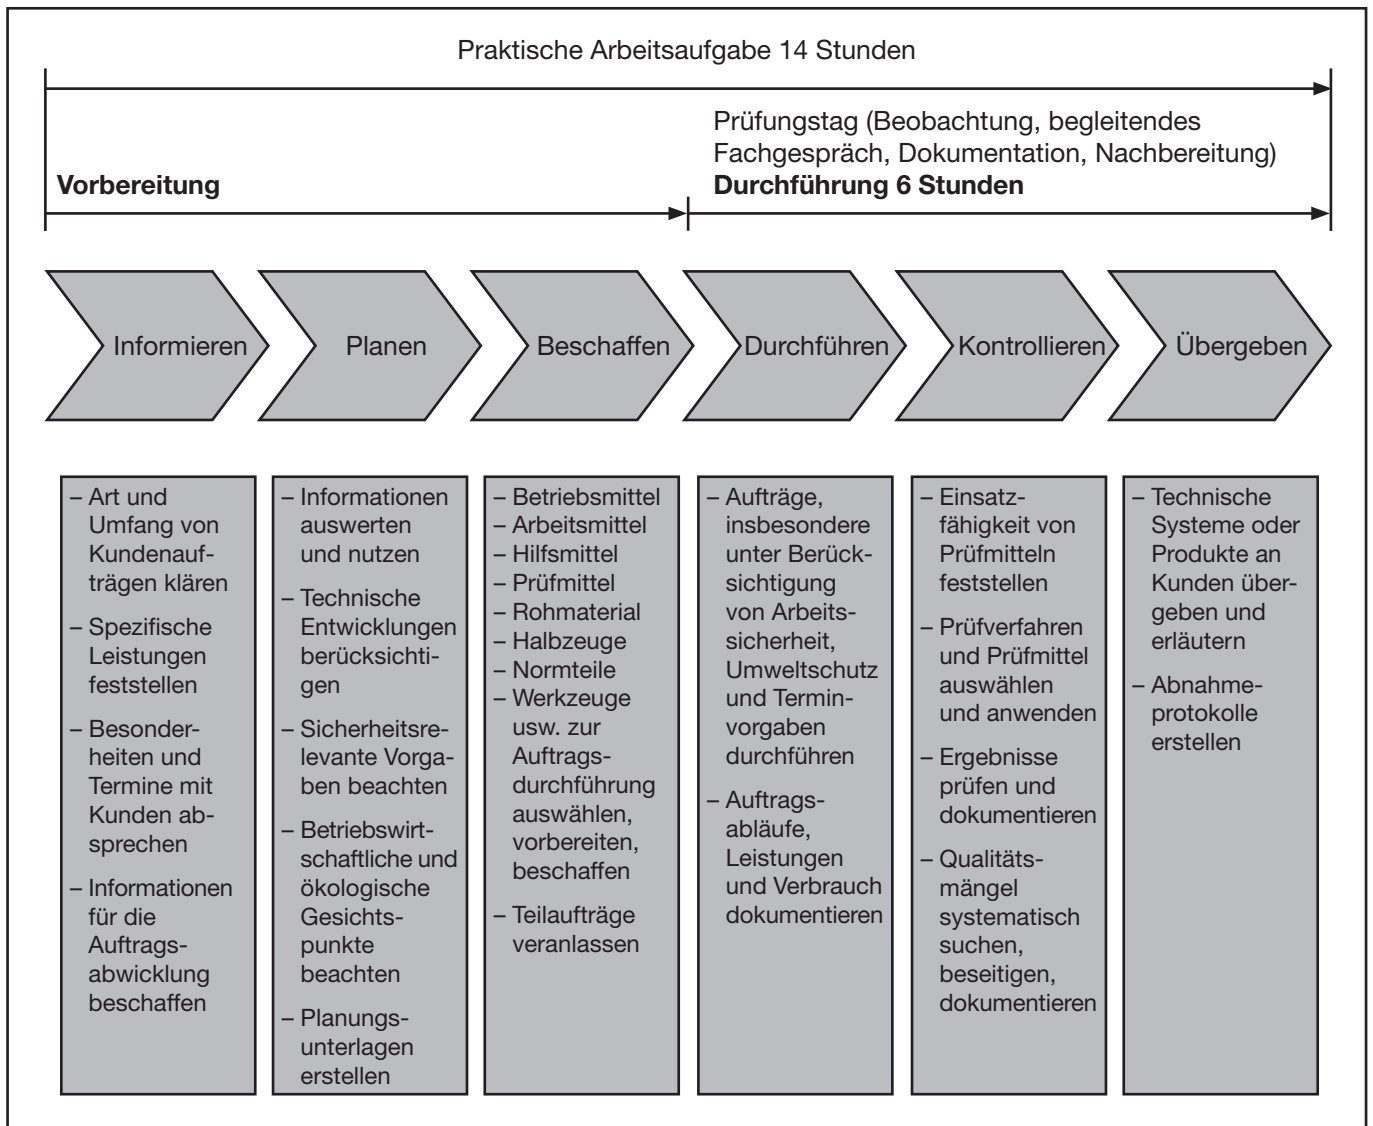 Praktische Arbeitsaufgabe 14 Stunden
Prüfungstag (Beobachtung, begleitendes
Fachgespräch, Dokumentation, Nachbereitung)
Vorbereitung
Durchführung 6 Stunden
Informieren
Planen
Beschaffen
Durchführen
Kontrollieren
Übergeben
– Art und
Umfang von
Kundenauf-
trägen klären
– Spezifische
Leistungen
feststellen
– Besonder-
heiten und
Termine mit
Kunden ab-
sprechen
– Informationen
für die
Auftrags-
abwicklung
beschaffen
– Informationen
auswerten
und nutzen
– Technische
Entwicklungen
berücksichti-
gen
– Sicherheitsre-
levante Vorga-
ben beachten
– Betriebswirt-
schaftliche und
ökologische
Gesichts-
punkte
beachten
– Planungs-
unterlagen
erstellen
– Betriebsmittel
– Arbeitsmittel
– Hilfsmittel
– Prüfmittel
– Rohmaterial
– Halbzeuge
– Normteile
– Werkzeuge
usw. zur
Auftrags-
durchführung
auswählen,
vorbereiten,
beschaffen
– Teilaufträge
veranlassen
– Aufträge,
insbesondere
unter Berück-
sichtigung
von Arbeits-
sicherheit,
Umweltschutz
und Termin-
vorgaben
durchführen
– Auftrags-
abläufe,
Leistungen
und Verbrauch
dokumentieren
– Einsatz-
fähigkeit von
Prüfmitteln
feststellen
– Prüfverfahren
und Prüfmittel
auswählen
und anwenden
– Ergebnisse
prüfen und
dokumentieren
– Qualitäts-
mängel
systematisch
suchen,
beseitigen,
dokumentieren
– Technische
Systeme oder
Produkte an
Kunden über-
geben und
erläutern
– Abnahme-
protokolle
erstellen